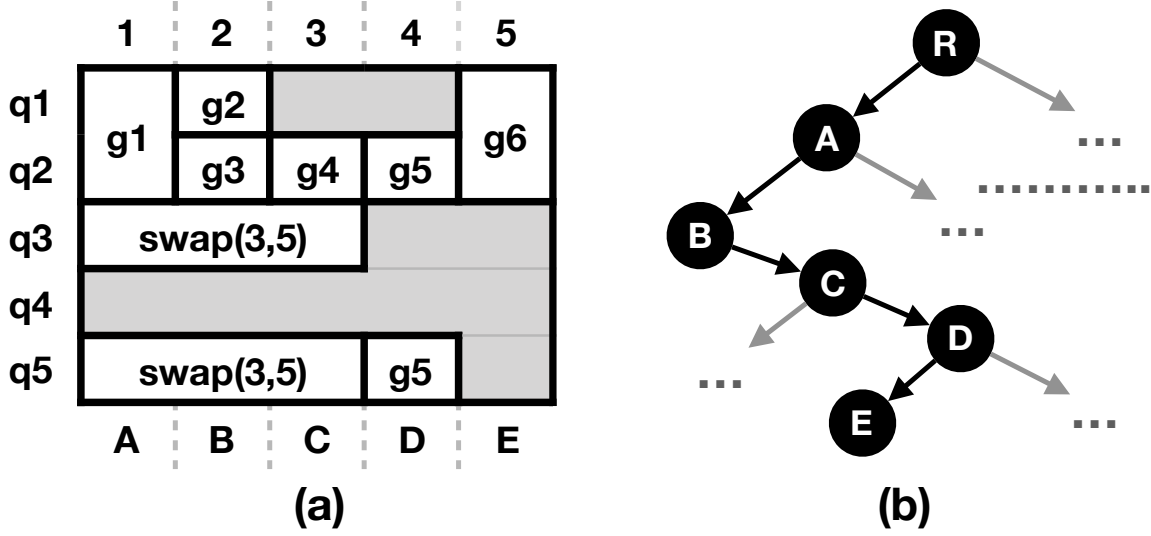 1 2 3 4 5
q1 g2
g1 g6
q2 g3 g4 g5
q3 swap(3,5)
q4
q5 swap(3,5) g5
A B C D E
(a)
R
A ...
...........
B ...
C
D
... E ...
(b)